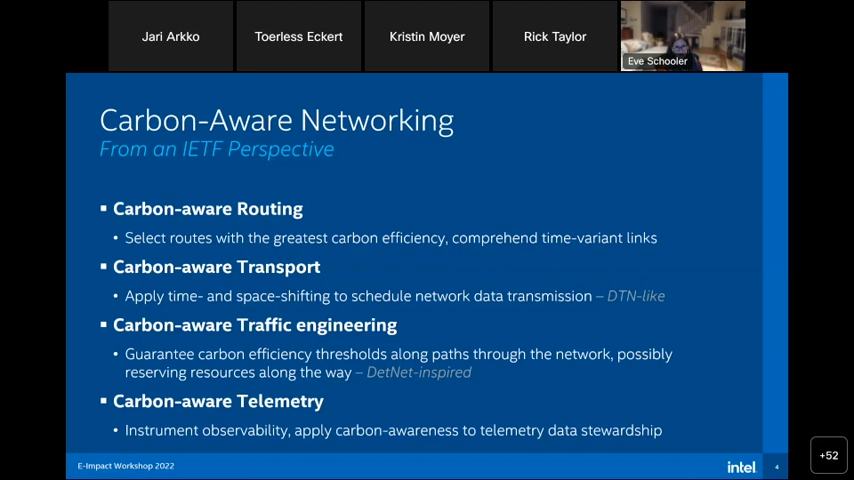 Jari Arkko
Toerless Eckert
Kristin Moyer
Rick Taylor
Eve Schooler
Carbon-Aware Networking
From an IETF Perspective
▪ Carbon-aware Routing
• Select routes with the greatest carbon efficiency, comprehend time-variant links
▪ Carbon-aware Transport
• Apply time- and space-shifting to schedule network data transmission – DTN-like
▪ Carbon-aware Traffic engineering
• Guarantee carbon efficiency thresholds along paths through the network, possibly
reserving resources along the way – DetNet-inspired
▪ Carbon-aware Telemetry
• Instrument observability, apply carbon-awareness to telemetry data stewardship
E-Impact Workshop 2022
intel
4
+52